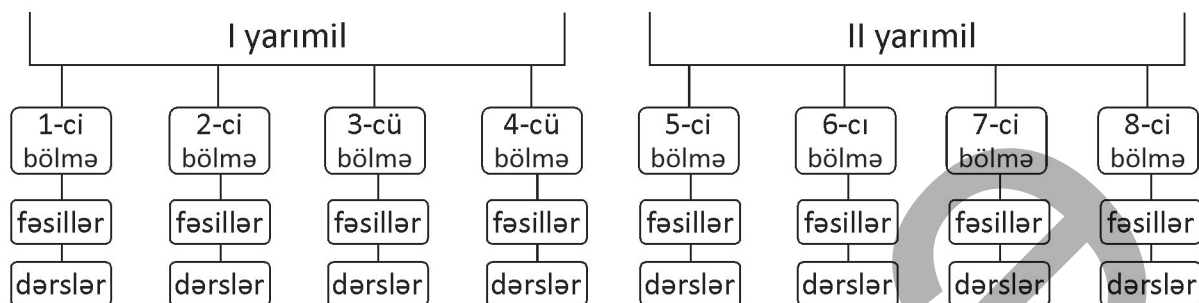 I yarımil II yarımil
1-ci 2-ci 3-cü 4-cü 5-ci 6-cı 7-ci 8-ci
bölmə bölmə bölmə bölmə bölmə bölmə bölmə bölmə
fəsillər fəsillər fəsillər fəsillər fəsillər fəsillər fəsillər fəsillər
dərslər dərslər dərslər dərslər dərslər dərslər dərslər dərslər